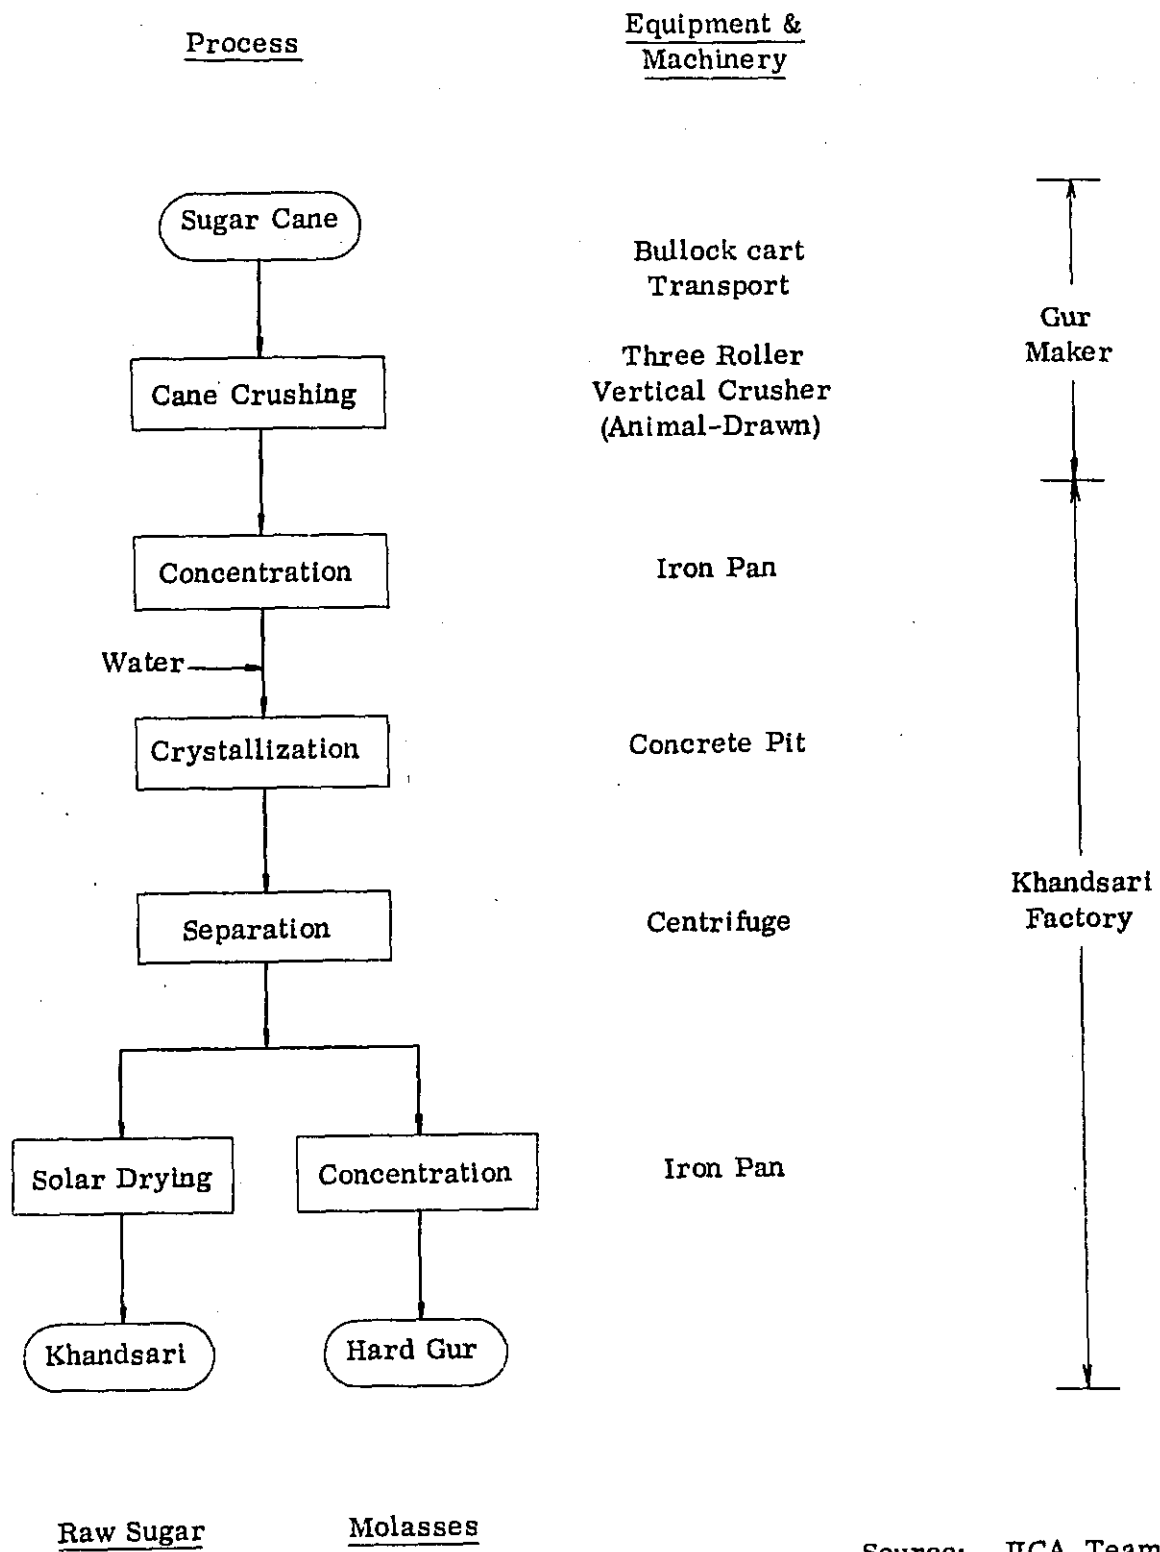 Process
Equipment &
Machinery
Sugar Cane
Bullock cart
Transport
Gur
Maker
Cane Crushing
Three Roller
Vertical Crusher
(Animal-Drawn)
Concentration
Iron Pan
Water
Crystallization
Concrete Pit
Separation
Centrifuge
Khandsari
Factory
Solar Drying
Concentration
Iron Pan
Khandsari
Hard Gur
Raw Sugar
Molasses
Source: JICA Team